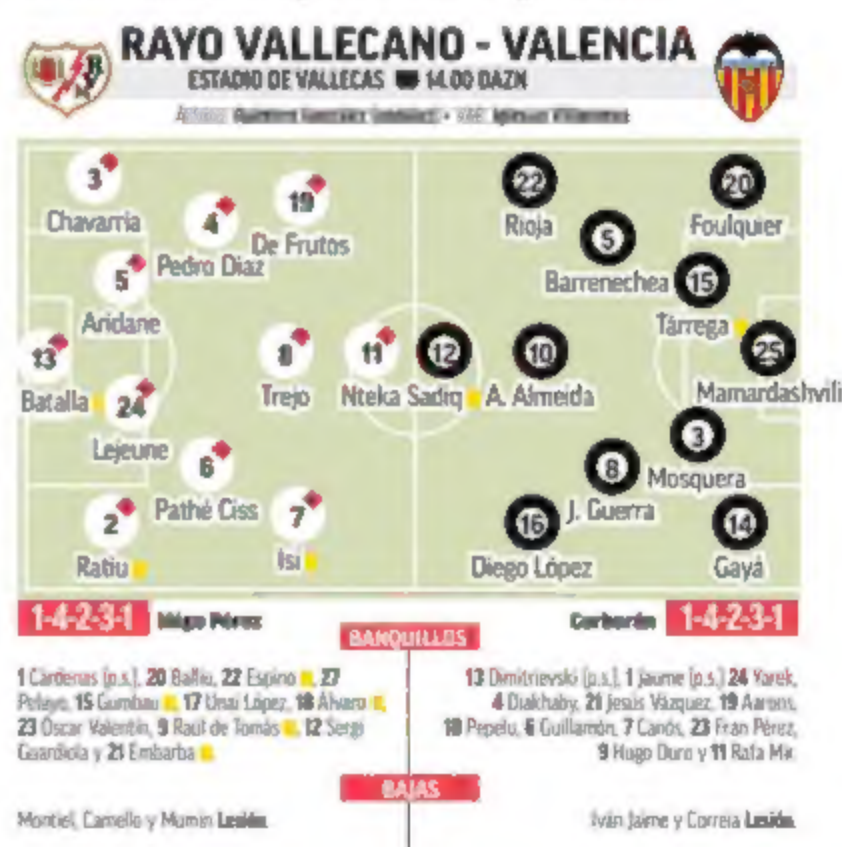 RAYO VALLECANO - VALENCIA
ESTADIO DE VALLECAS 14.00 DAZN
3
Chavarria
4
Pedro Díaz
19
De Frutos
5
Aridane
13
Batalla
24
Lejeune
8
Trejo
11
Nteka
6
Pathé Ciss
2
Ratiu
7
Isi
22
Rioja
20
Foulquier
5
Barrenechea
15
Tárrega
12
Sadiq
10
A. Almeida
25
Mamardashvili
3
Mosquera
8
J. Guerra
16
Diego López
14
Gayá
1-4-2-3-1 Iñigo Pérez
Corberán 1-4-2-3-1
BANQUILLOS
1 Cárdenas (p.s.), 20 Balliu, 22 Espino, 27
Pelayo, 15 Gumbau, 17 Unai López, 18 Álvaro,
23 Óscar Valentín, 9 Raúl de Tomás, 12 Sergi
Guardiola y 21 Embarba
13 Dimitrievski (p.s.), 1 Jaume (p.s.) 24 Yarek,
4 Diakhaby, 21 Jesús Vázquez, 19 Aarons,
18 Pepelu, 6 Guillamón, 7 Canós, 23 Fran Pérez,
9 Hugo Duro y 11 Rafa Mir.
BAJAS
Montiel, Camello y Mumin Lesión.
Iván Jaime y Correia Lesión.